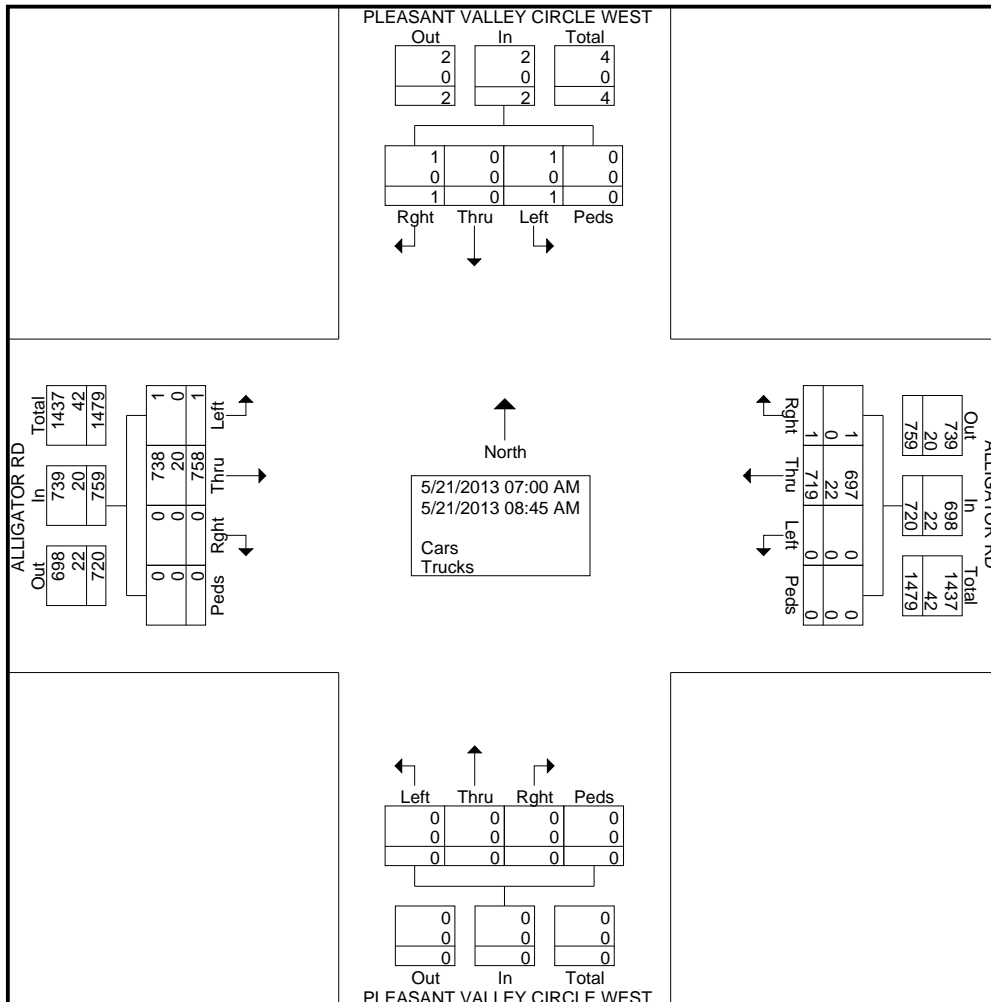 PLEASANT VALLEY CIRCLE WEST
Out In Total
2 2 4
0 0 0
2 2 4
1 0 1 0
0 0 0 0
1 0 1 0
Rght Thru Left Peds
ALLIGATOR RD
Total In Out
1437 739 698
42 20 22
1479 759 720
1 738 0 0
0 20 0 0
1 758 0 0
Left Thru Rght Peds
North
5/21/2013 07:00 AM
5/21/2013 08:45 AM
Cars
Trucks
Rght Thru Left Peds
1 697 0 0
0 22 0 0
1 719 0 0
ALLIGATOR RD
Out In Total
739 698 1437
20 22 42
759 720 1479
Left Thru Rght Peds
0 0 0 0
0 0 0 0
0 0 0 0
0 0 0
0 0 0
0 0 0
Out In Total
PLEASANT VALLEY CIRCLE WEST